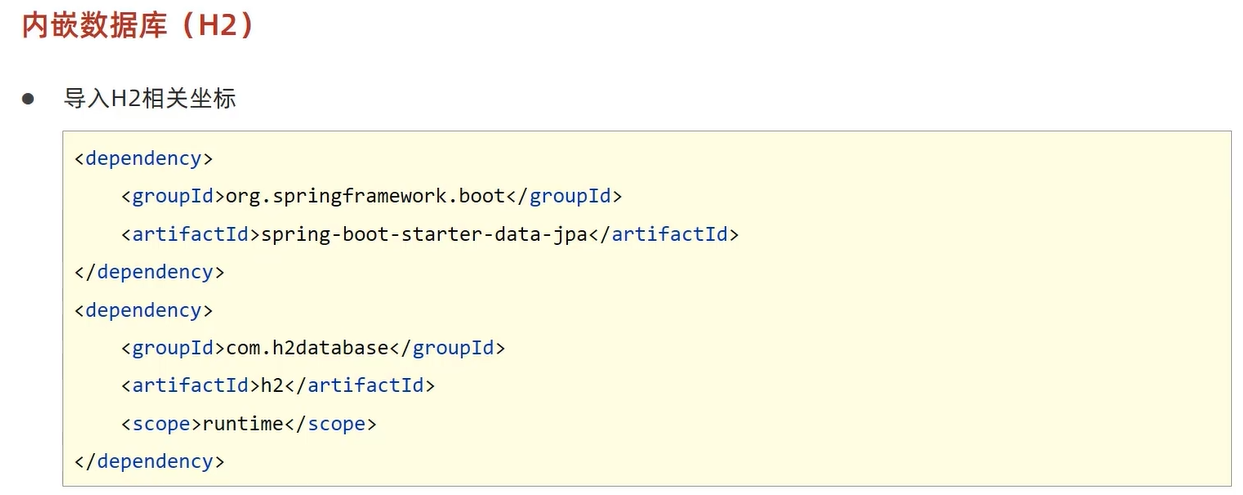 内嵌数据库（H2）
● 导入H2相关坐标
<dependency>
    <groupId>org.springframework.boot</groupId>
    <artifactId>spring-boot-starter-data-jpa</artifactId>
</dependency>
<dependency>
    <groupId>com.h2database</groupId>
    <artifactId>h2</artifactId>
    <scope>runtime</scope>
</dependency>